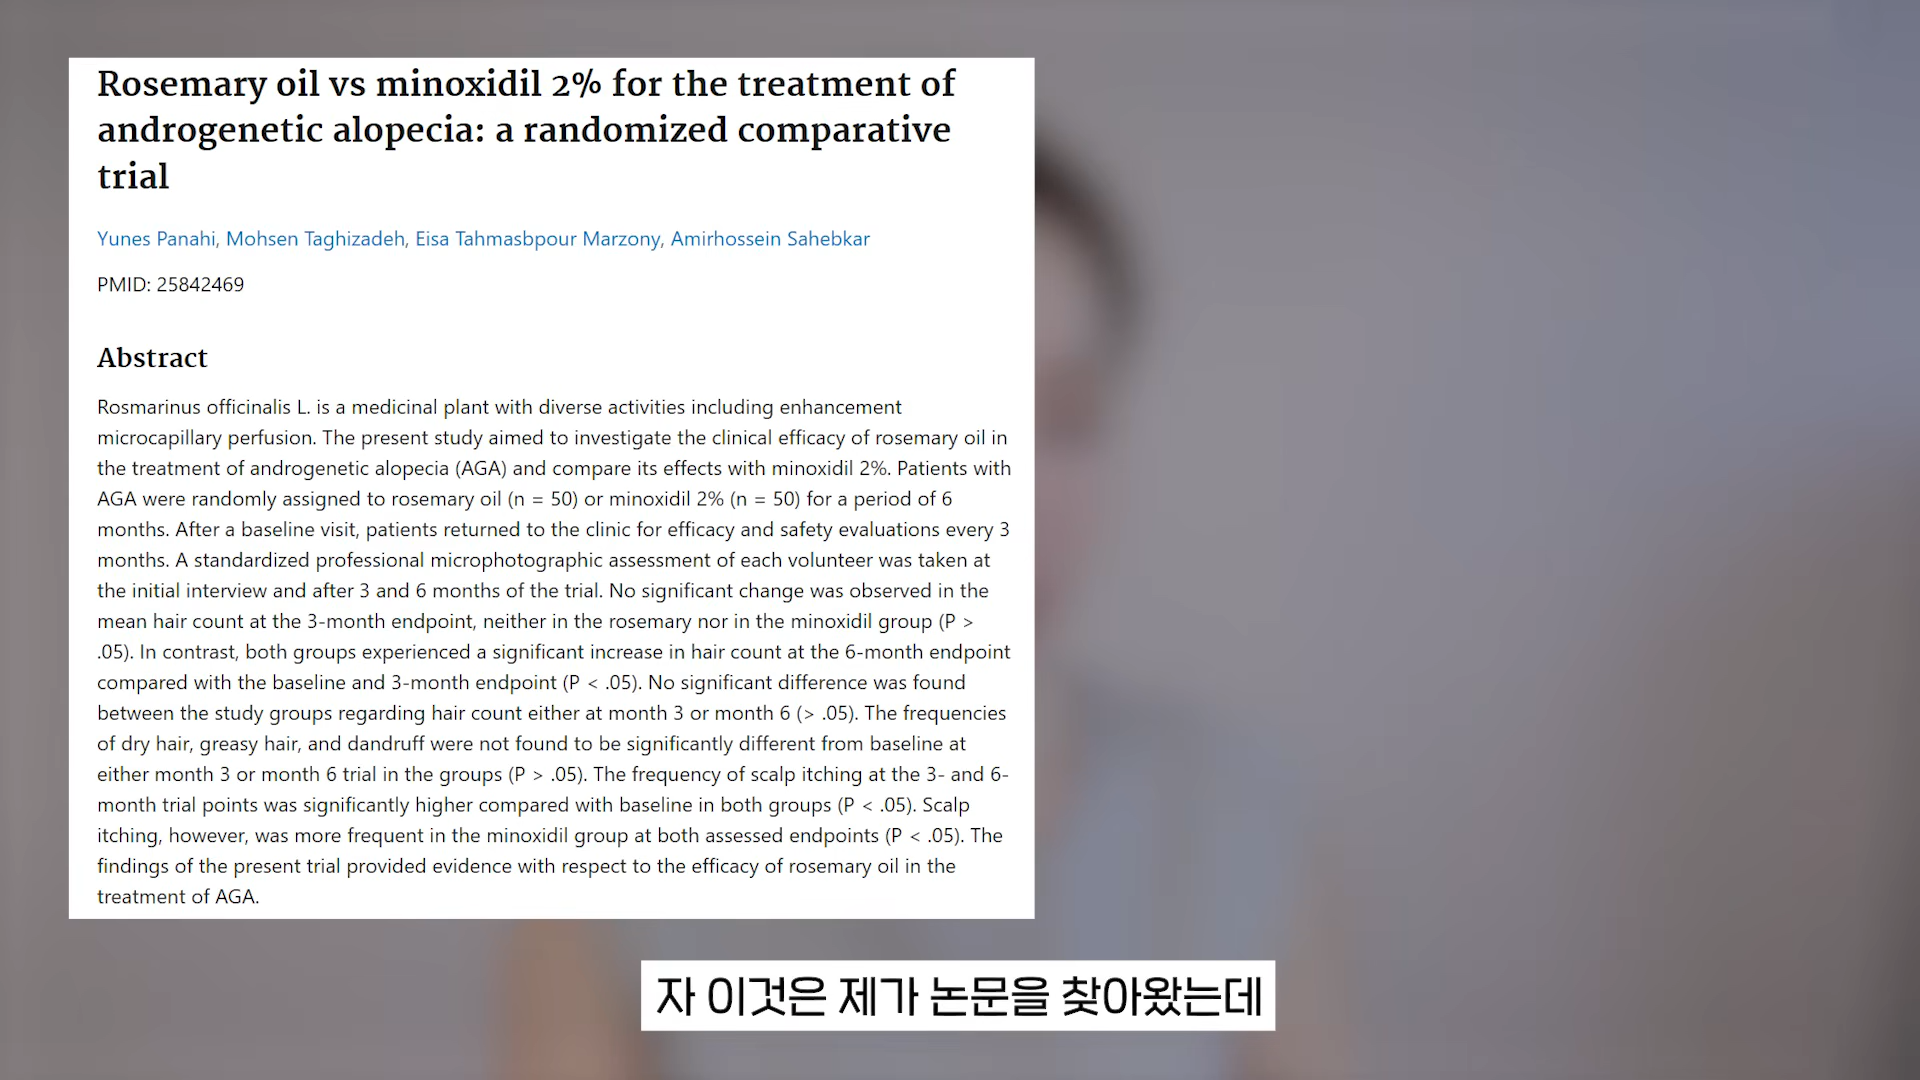 Rosemary oil vs minoxidil 2% for the treatment of
androgenetic alopecia: a randomized comparative
trial
Yunes Panahi, Mohsen Taghizadeh, Eisa Tahmasbpour Marzony, Amirhossein Sahebkar
PMID: 25842469
Abstract
Rosmarinus officinalis L. is a medicinal plant with diverse activities including enhancement
microcapillary perfusion. The present study aimed to investigate the clinical efficacy of rosemary oil in
the treatment of androgenetic alopecia (AGA) and compare its effects with minoxidil 2%. Patients with
AGA were randomly assigned to rosemary oil (n = 50) or minoxidil 2% (n = 50) for a period of 6
months. After a baseline visit, patients returned to the clinic for efficacy and safety evaluations every 3
months. A standardized professional microphotographic assessment of each volunteer was taken at
the initial interview and after 3 and 6 months of the trial. No significant change was observed in the
mean hair count at the 3-month endpoint, neither in the rosemary nor in the minoxidil group (P >
.05). In contrast, both groups experienced a significant increase in hair count at the 6-month endpoint
compared with the baseline and 3-month endpoint (P < .05). No significant difference was found
between the study groups regarding hair count either at month 3 or month 6 (> .05). The frequencies
of dry hair, greasy hair, and dandruff were not found to be significantly different from baseline at
either month 3 or month 6 trial in the groups (P > .05). The frequency of scalp itching at the 3- and 6-
month trial points was significantly higher compared with baseline in both groups (P < .05). Scalp
itching, however, was more frequent in the minoxidil group at both assessed endpoints (P < .05). The
findings of the present trial provided evidence with respect to the efficacy of rosemary oil in the
treatment of AGA.
자 이것은 제가 논문을 찾아왔는데